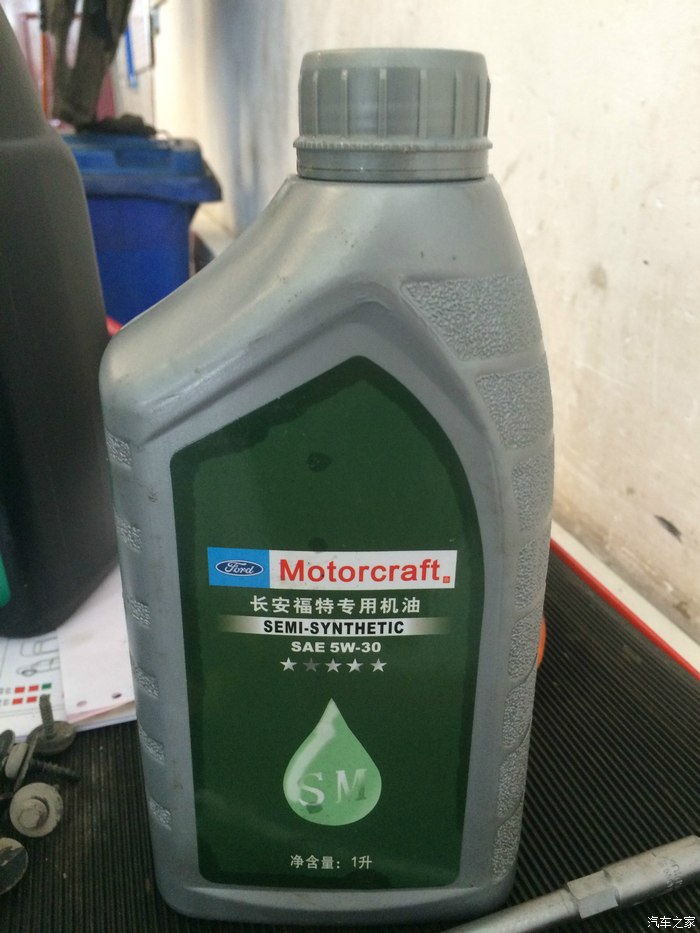 Ford Motorcraft
长安福特专用机油
SEMI-SYNTHETIC
SAE 5W-30
SM
净含量：1升
汽车之家